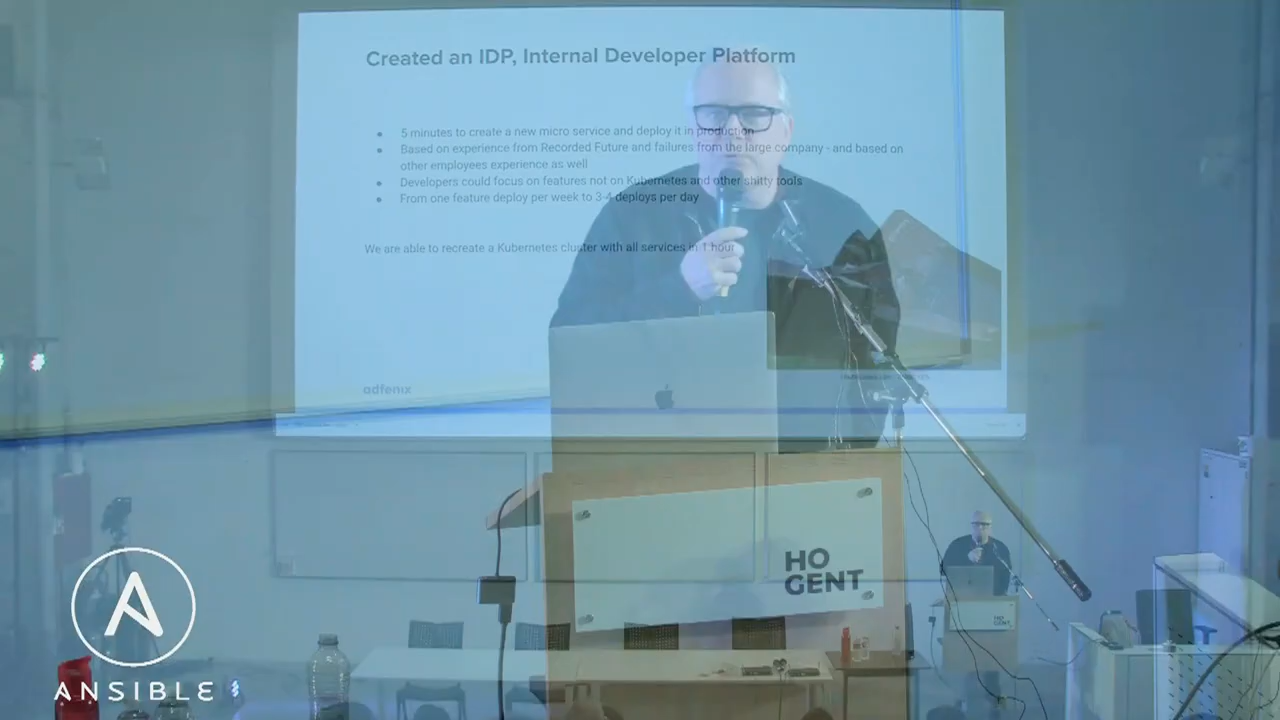 Created an IDP, Internal Developer Platform
5 minutes to create a new micro service and deploy it in production
Based on experience from Recorded Future and failures from the large company - and based on
other employees experience as well
Developers could focus on features not on Kubernetes and other shitty tools
From one feature deploy per week to 3-4 deploys per day
We are able to recreate a Kubernetes cluster with all services in 1 hour
adfenix
HO
GENT
HO
GENT
ANSIBLE